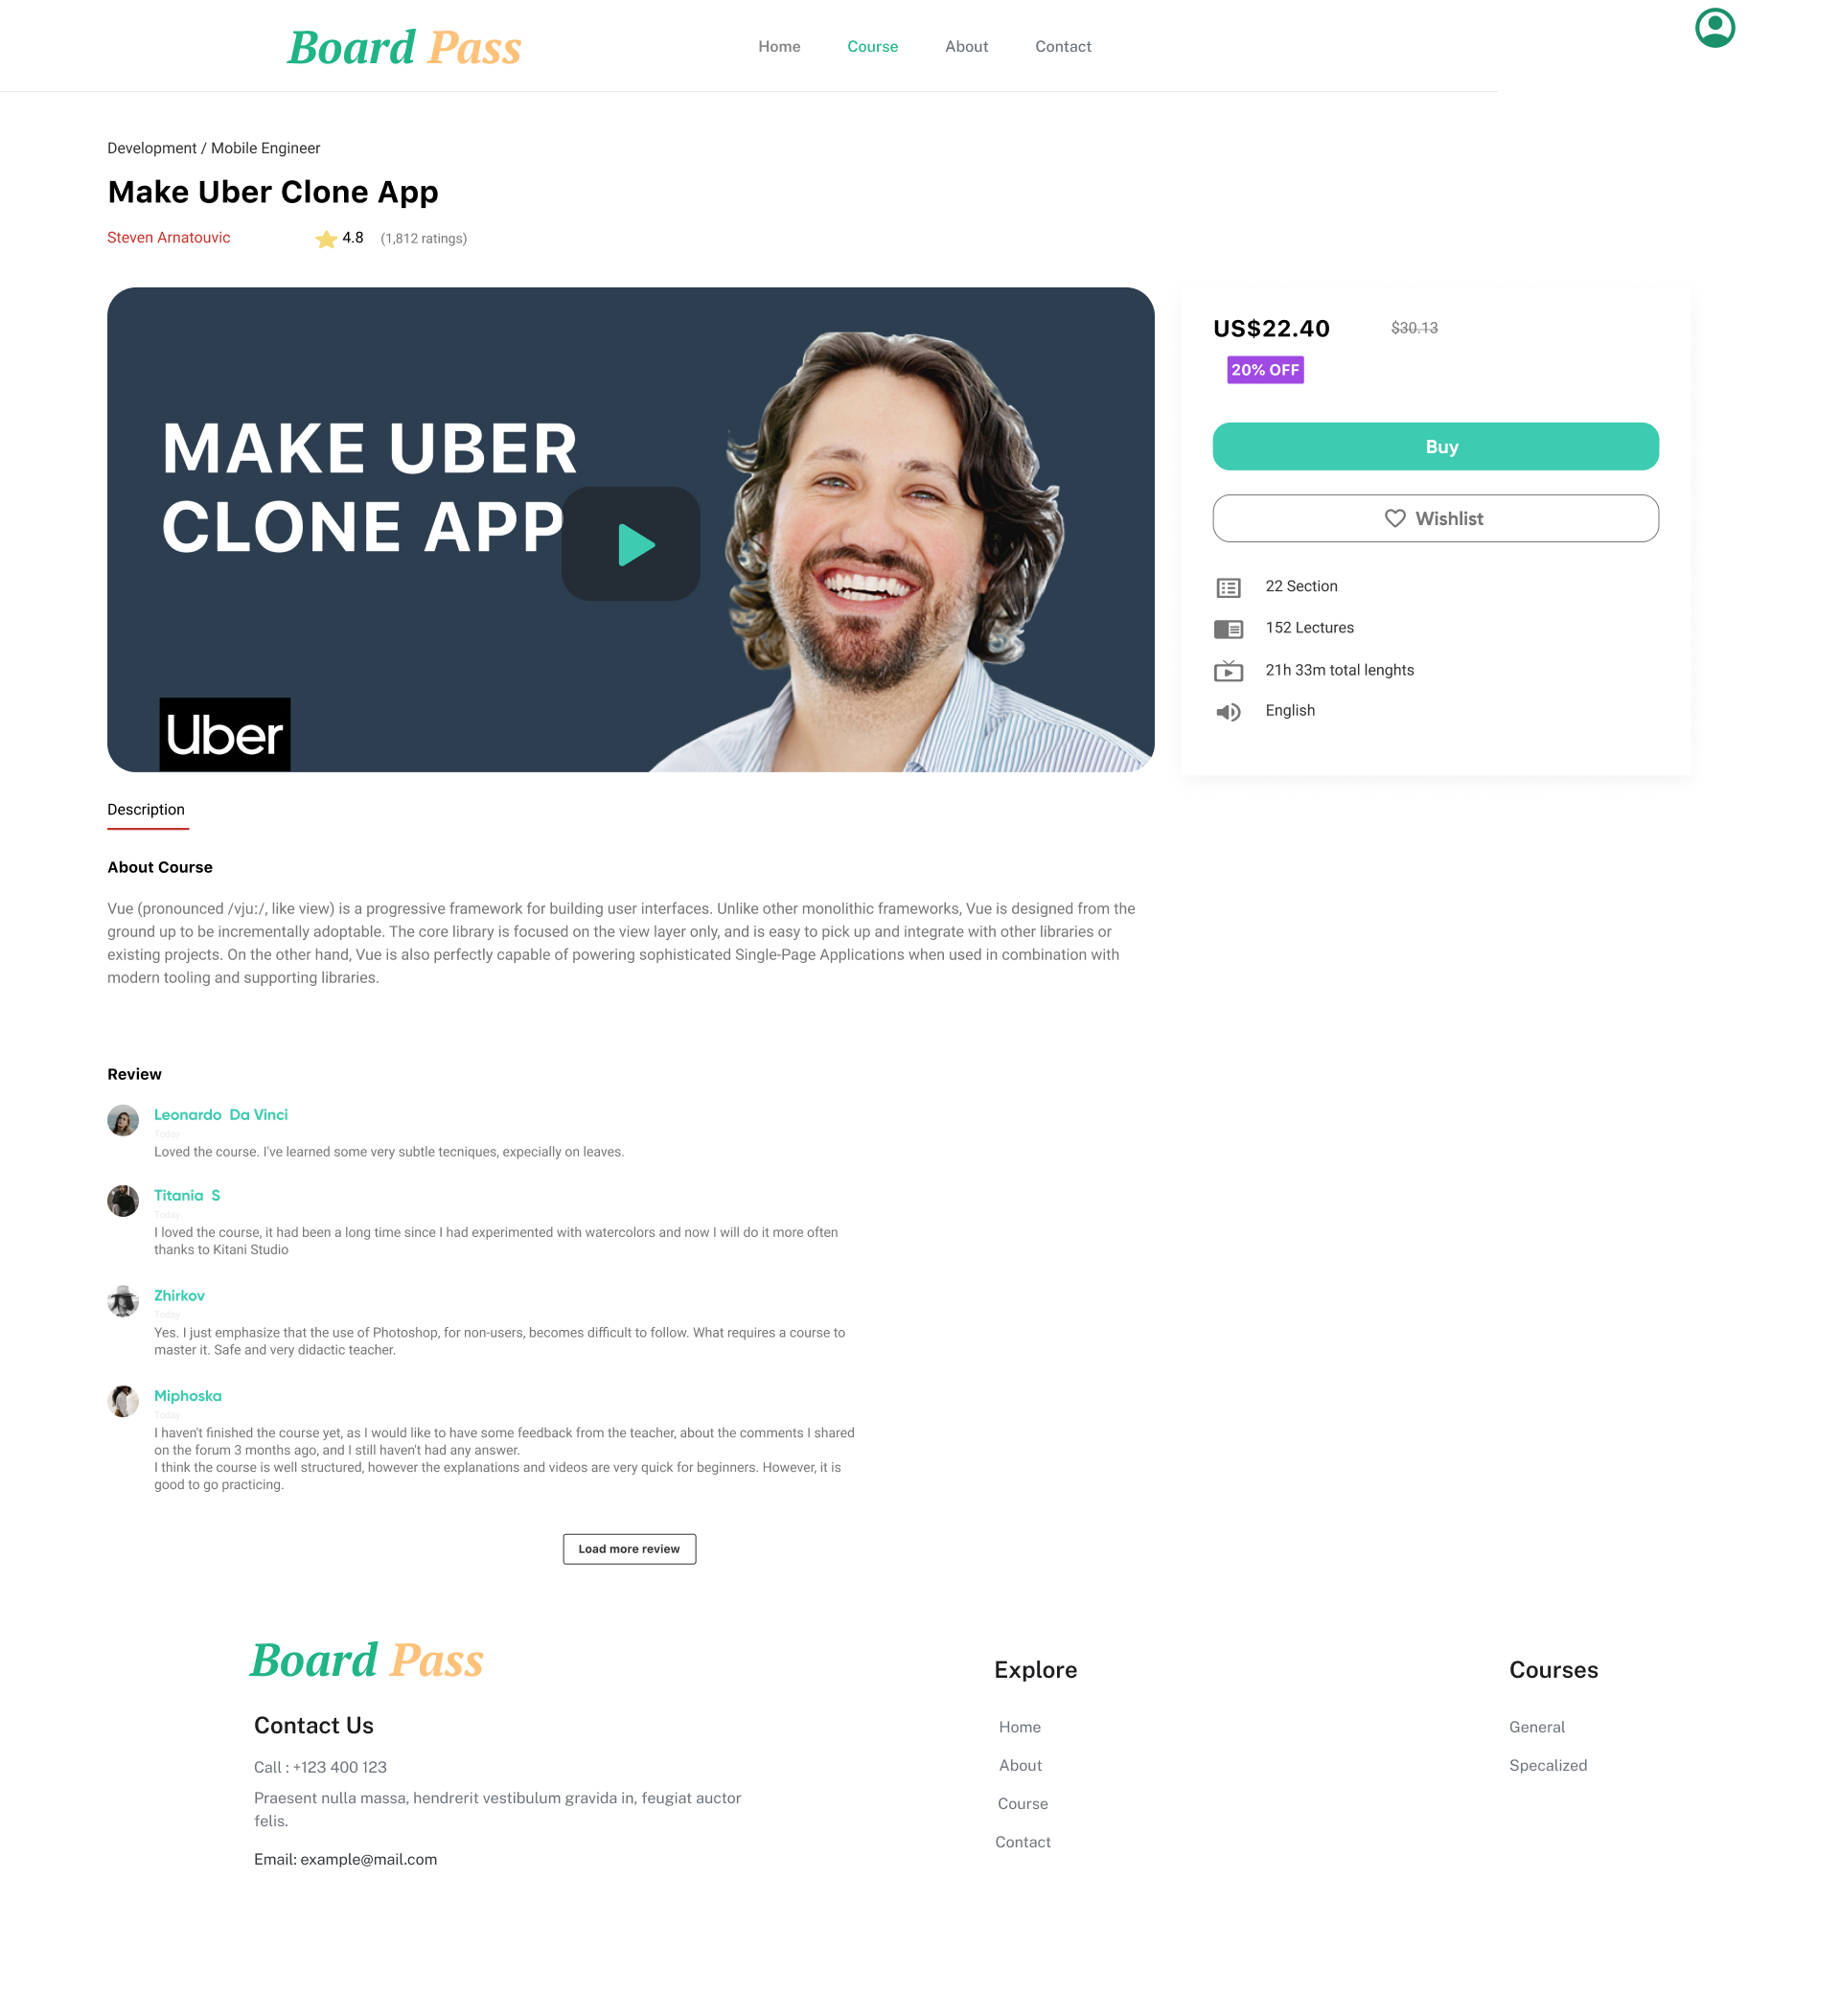 Board Pass
Home Course About Contact
Development / Mobile Engineer
Make Uber Clone App
Steven Arnatouvic 4.8 (1,812 ratings)
MAKE UBER
CLONE APP
Uber
US$22.40 $30.13
20% OFF
Buy
Wishlist
22 Section
152 Lectures
21h 33m total lenghts
English
Description
About Course
Vue (pronounced /vjuː/, like view) is a progressive framework for building user interfaces. Unlike other monolithic frameworks, Vue is designed from the
ground up to be incrementally adoptable. The core library is focused on the view layer only, and is easy to pick up and integrate with other libraries or
existing projects. On the other hand, Vue is also perfectly capable of powering sophisticated Single-Page Applications when used in combination with
modern tooling and supporting libraries.
Review
Leonardo Da Vinci
Today
Loved the course. I've learned some very subtle tecniques, expecially on leaves.
Titania S
Today
I loved the course, it had been a long time since I had experimented with watercolors and now I will do it more often
thanks to Kitani Studio
Zhirkov
Today
Yes. I just emphasize that the use of Photoshop, for non-users, becomes difficult to follow. What requires a course to
master it. Safe and very didactic teacher.
Miphoska
Today
I haven't finished the course yet, as I would like to have some feedback from the teacher, about the comments I shared
on the forum 3 months ago, and I still haven't had any answer.
I think the course is well structured, however the explanations and videos are very quick for beginners. However, it is
good to go practicing.
Load more review
Board Pass
Contact Us
Call : +123 400 123
Praesent nulla massa, hendrerit vestibulum gravida in, feugiat auctor
felis.
Email: example@mail.com
Explore
Home
About
Course
Contact
Courses
General
Specalized